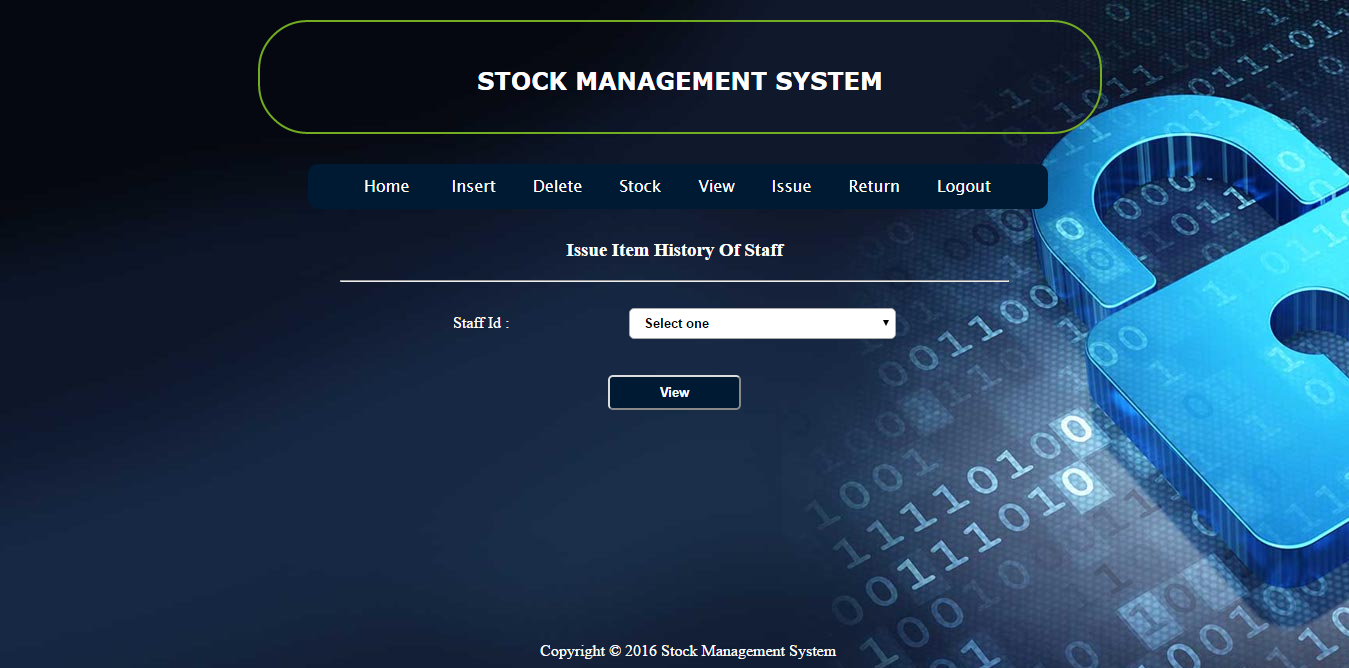 STOCK MANAGEMENT SYSTEM
Home Insert Delete Stock View Issue Return Logout
Issue Item History Of Staff
Staff Id : Select one
View
Copyright © 2016 Stock Management System